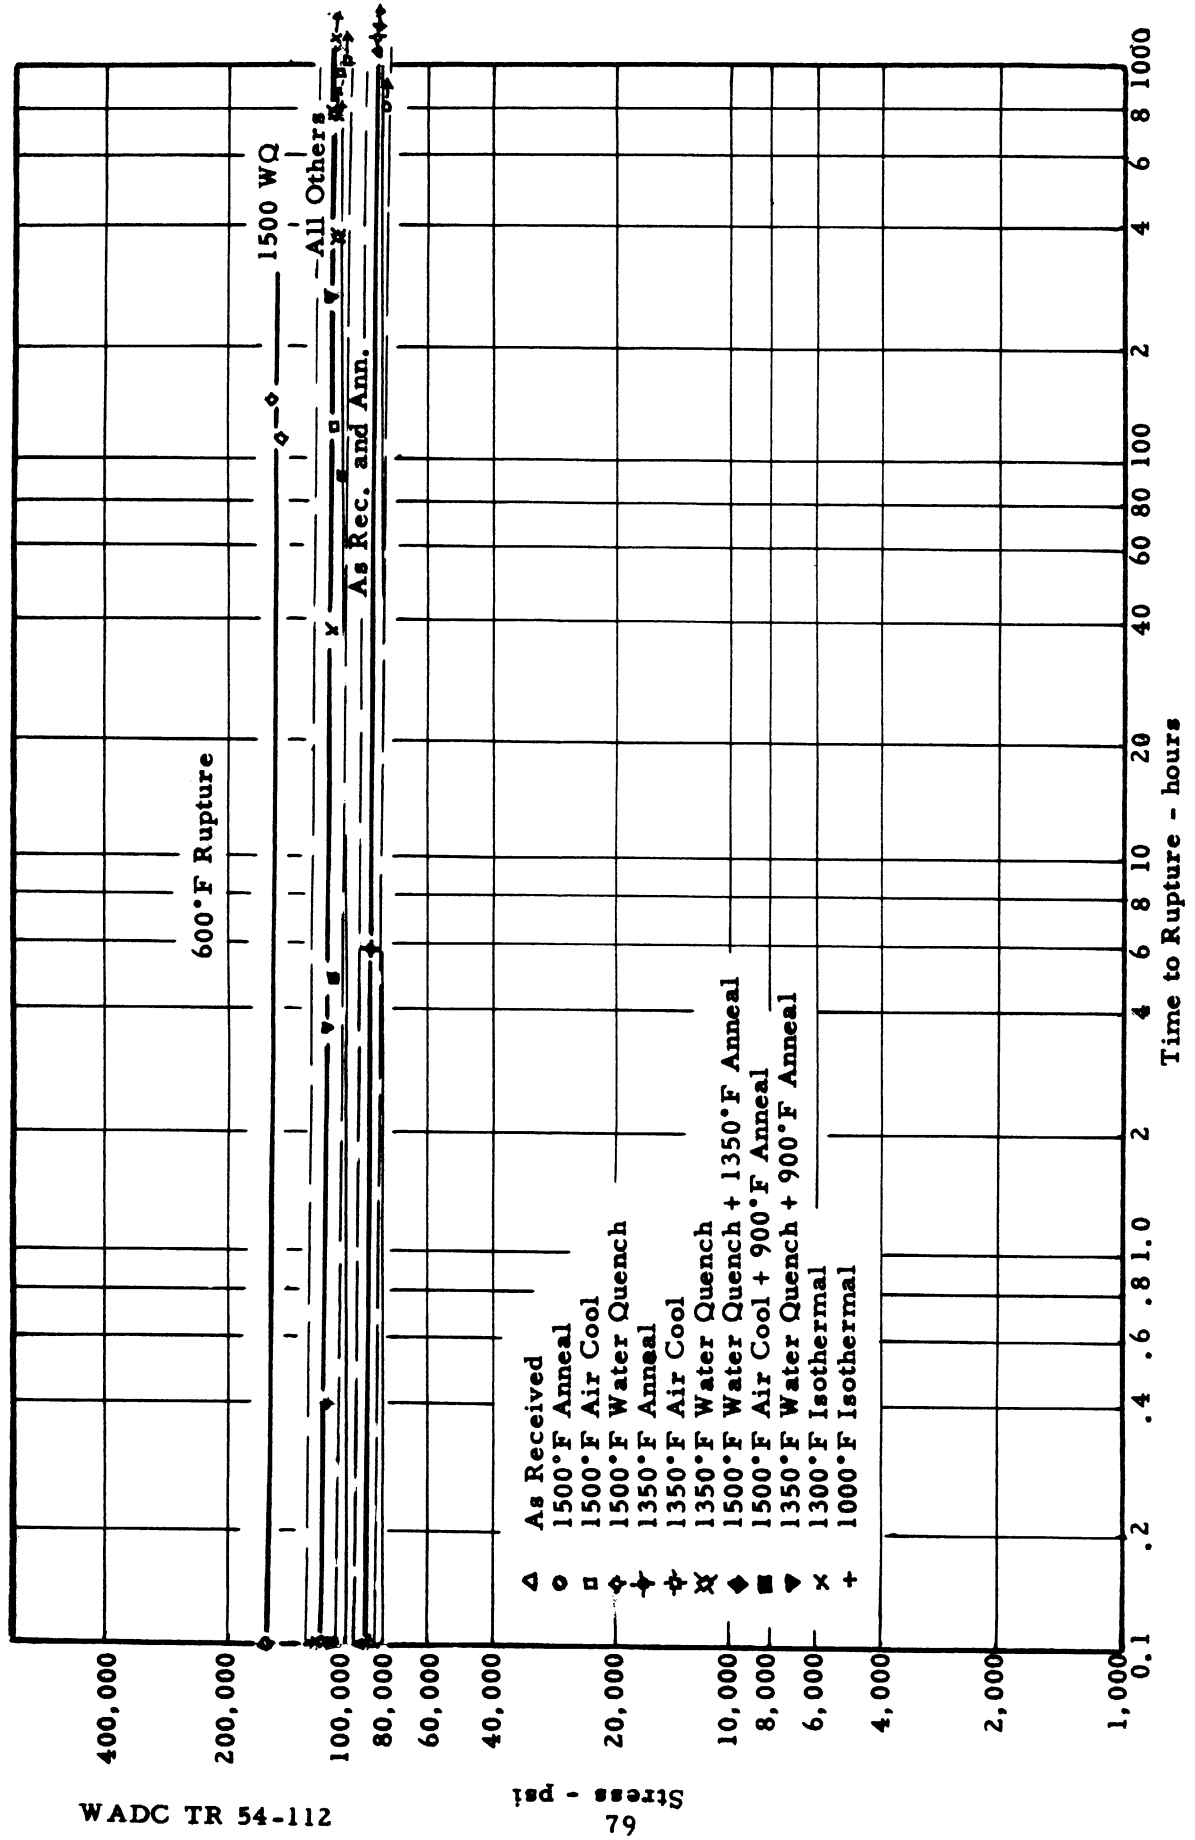 600°F Rupture
1500 WQ
All Others
As Rec. and Ann.
400,000
200,000
100,000
80,000
60,000
40,000
20,000
10,000
8,000
6,000
4,000
2,000
1,000
Stress - psi
As Received
1500°F Anneal
1500°F Air Cool
1500°F Water Quench
1350°F Anneal
1350°F Air Cool
1350°F Water Quench
1500°F Water Quench + 1350°F Anneal
1500°F Air Cool + 900°F Anneal
1350°F Water Quench + 900°F Anneal
1300°F Isothermal
1000°F Isothermal
0.1 .2 .4 .6 .8 1.0 2 4 6 8 10 20 40 60 80 100 2 4 6 8 1000
Time to Rupture - hours
WADC TR 54-112
79